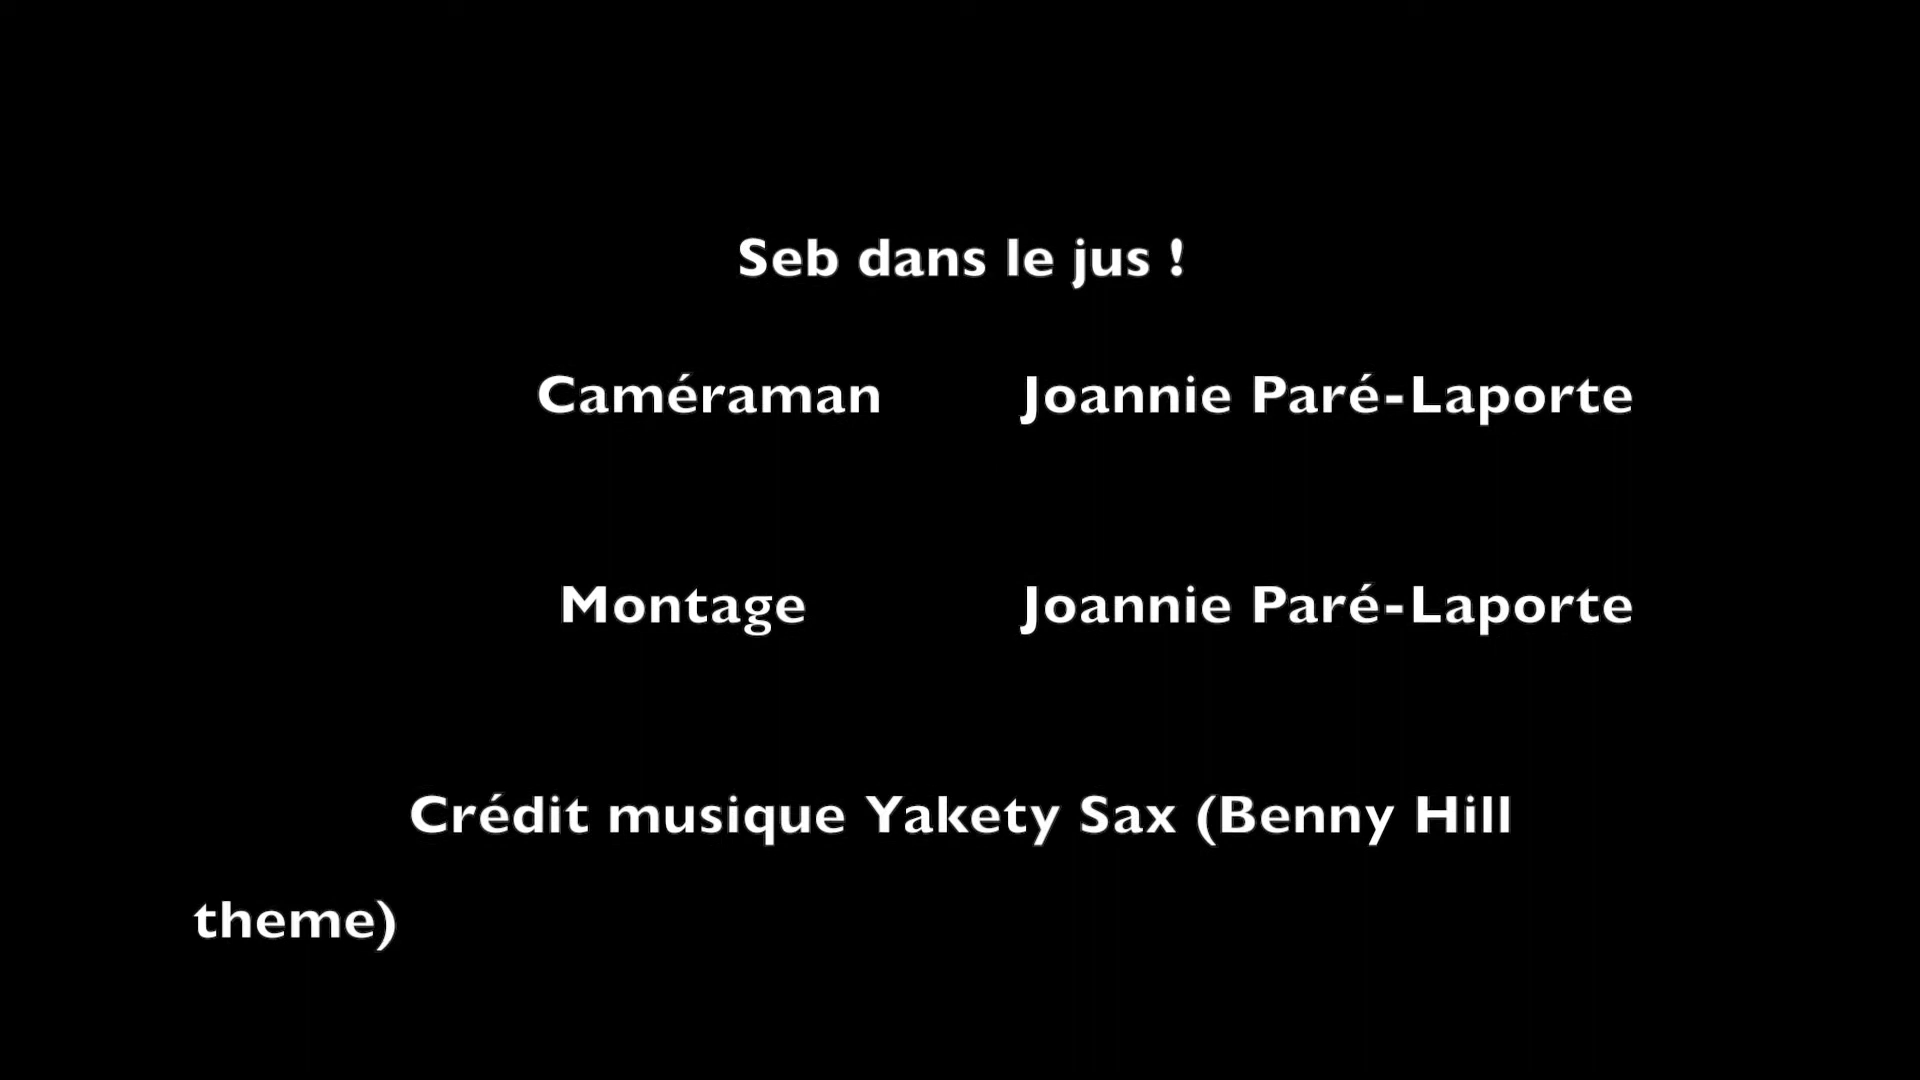 Seb dans le jus !
Caméraman Joannie Paré-Laporte
Montage Joannie Paré-Laporte
Crédit musique Yakety Sax (Benny Hill
theme)